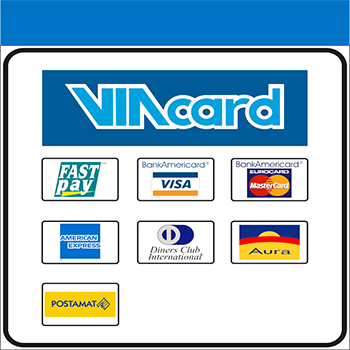 VIAcard
FAST
pay
BankAmericard®
VISA
BankAmericard®
EUROCARD
MasterCard
AMERICAN
EXPRESS
Diners Club
International®
Aura
POSTAMAT